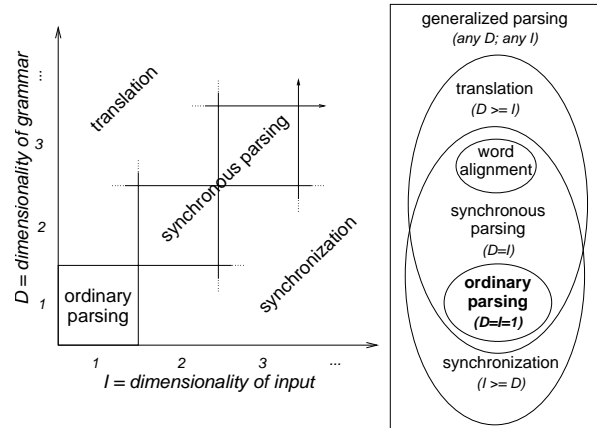 D = dimensionality of grammar
...
3
2
1
translation
synchronous parsing
synchronization
ordinary
parsing
1
2
3
...
I = dimensionality of input
generalized parsing
(any D; any I)
translation
(D >= I)
word
alignment
synchronous
parsing
(D=I)
ordinary
parsing
(D=I=1)
synchronization
(I >= D)